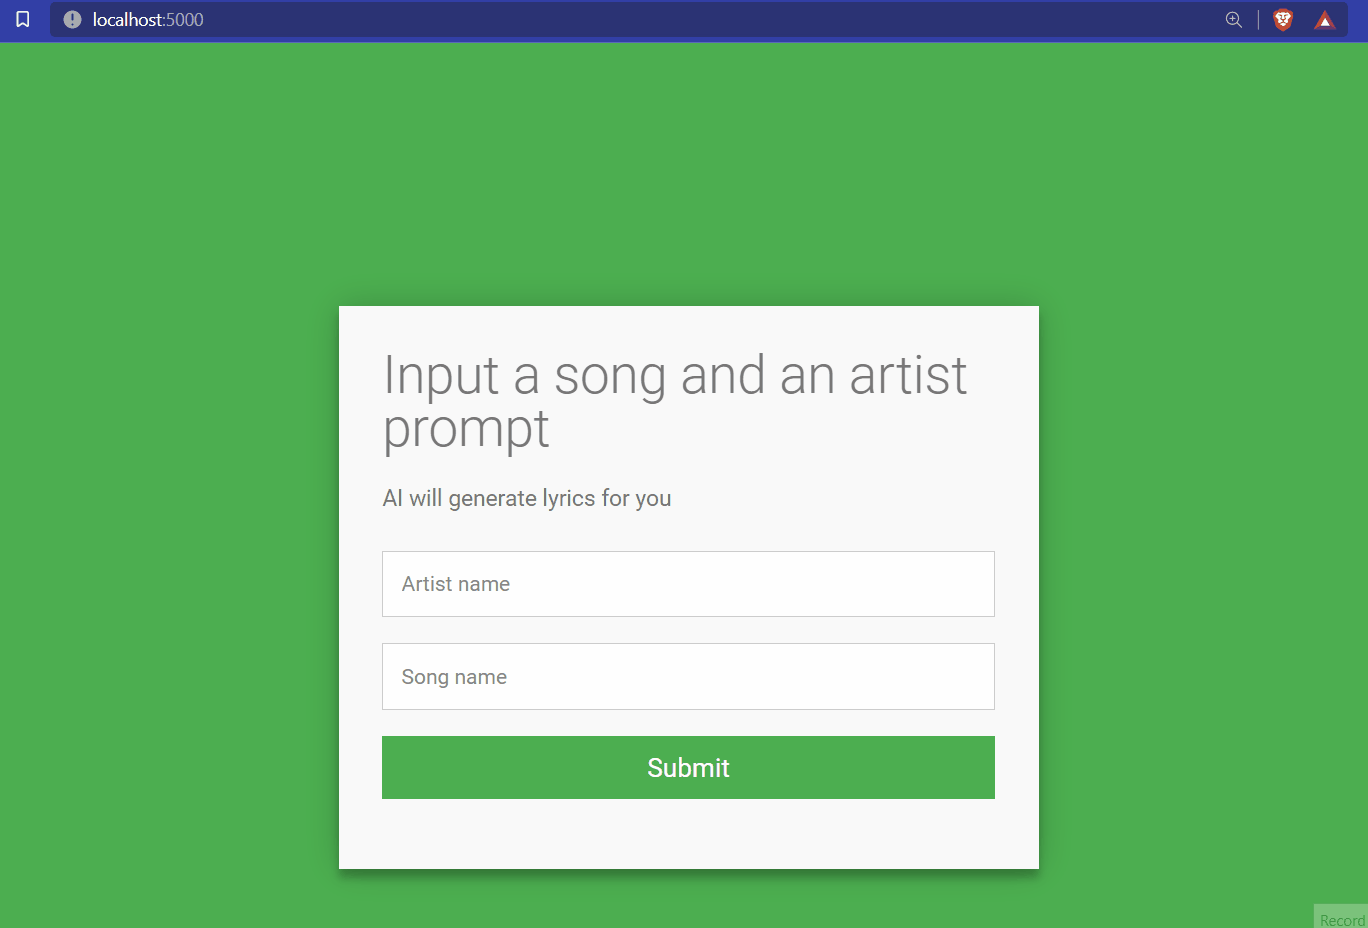 localhost:5000
Input a song and an artist
prompt
AI will generate lyrics for you
Artist name
Song name
Submit
Record